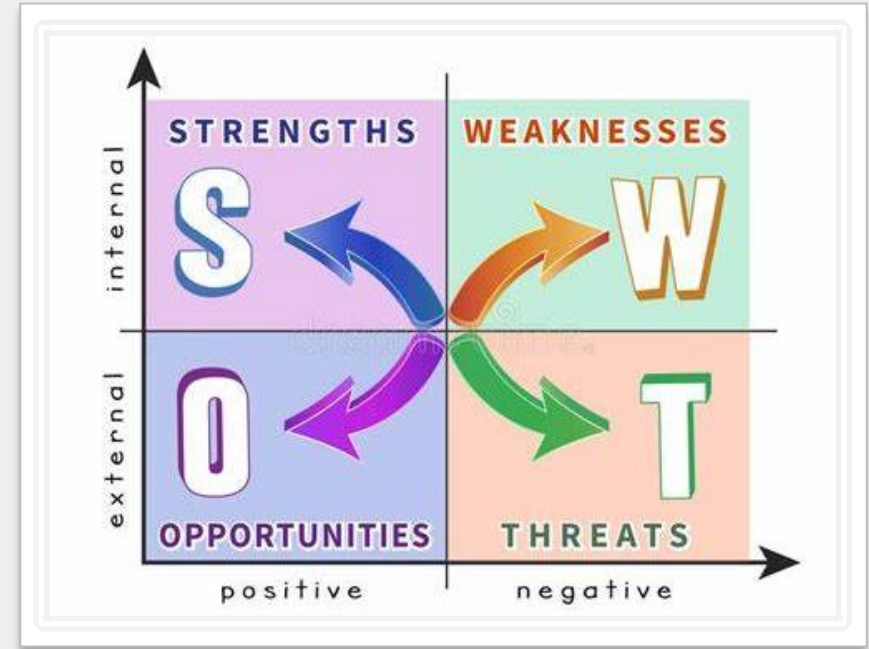 STRENGTHS
WEAKNESSES
internal
S
W
external
O
T
OPPORTUNITIES
THREATS
positive
negative